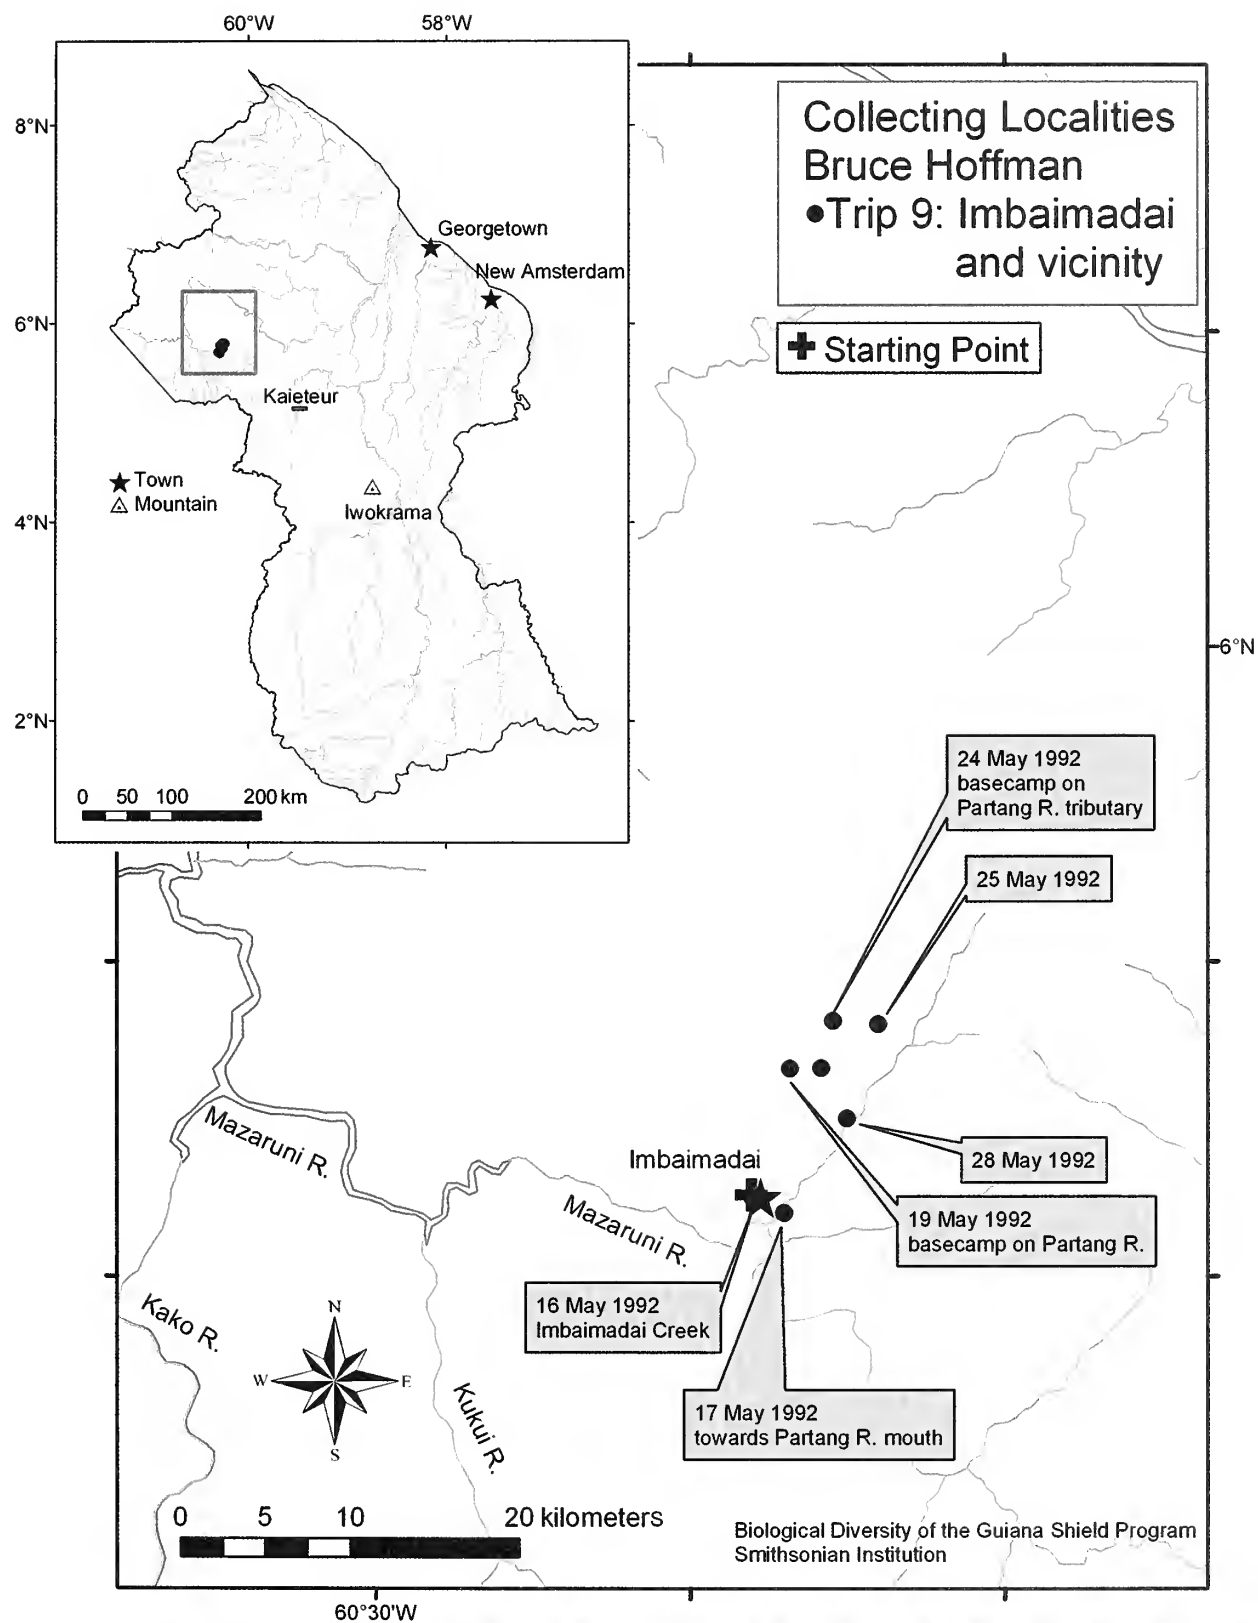 60°W
58°W
8°N
6°N
4°N
2°N
Georgetown
New Amsterdam
Kaieteur
Iwokrama
Town
Mountain
0 50 100 200 km
Collecting Localities
Bruce Hoffman
Trip 9: Imbaimadai
and vicinity
Starting Point
6°N
24 May 1992
basecamp on
Partang R. tributary
25 May 1992
28 May 1992
19 May 1992
basecamp on Partang R.
Imbaimadai
Mazaruni R.
Mazaruni R.
16 May 1992
Imbaimadai Creek
17 May 1992
towards Partang R. mouth
Kako R.
Kukui R.
N
W E
S
0 5 10 20 kilometers
Biological Diversity of the Guiana Shield Program
Smithsonian Institution
60°30'W